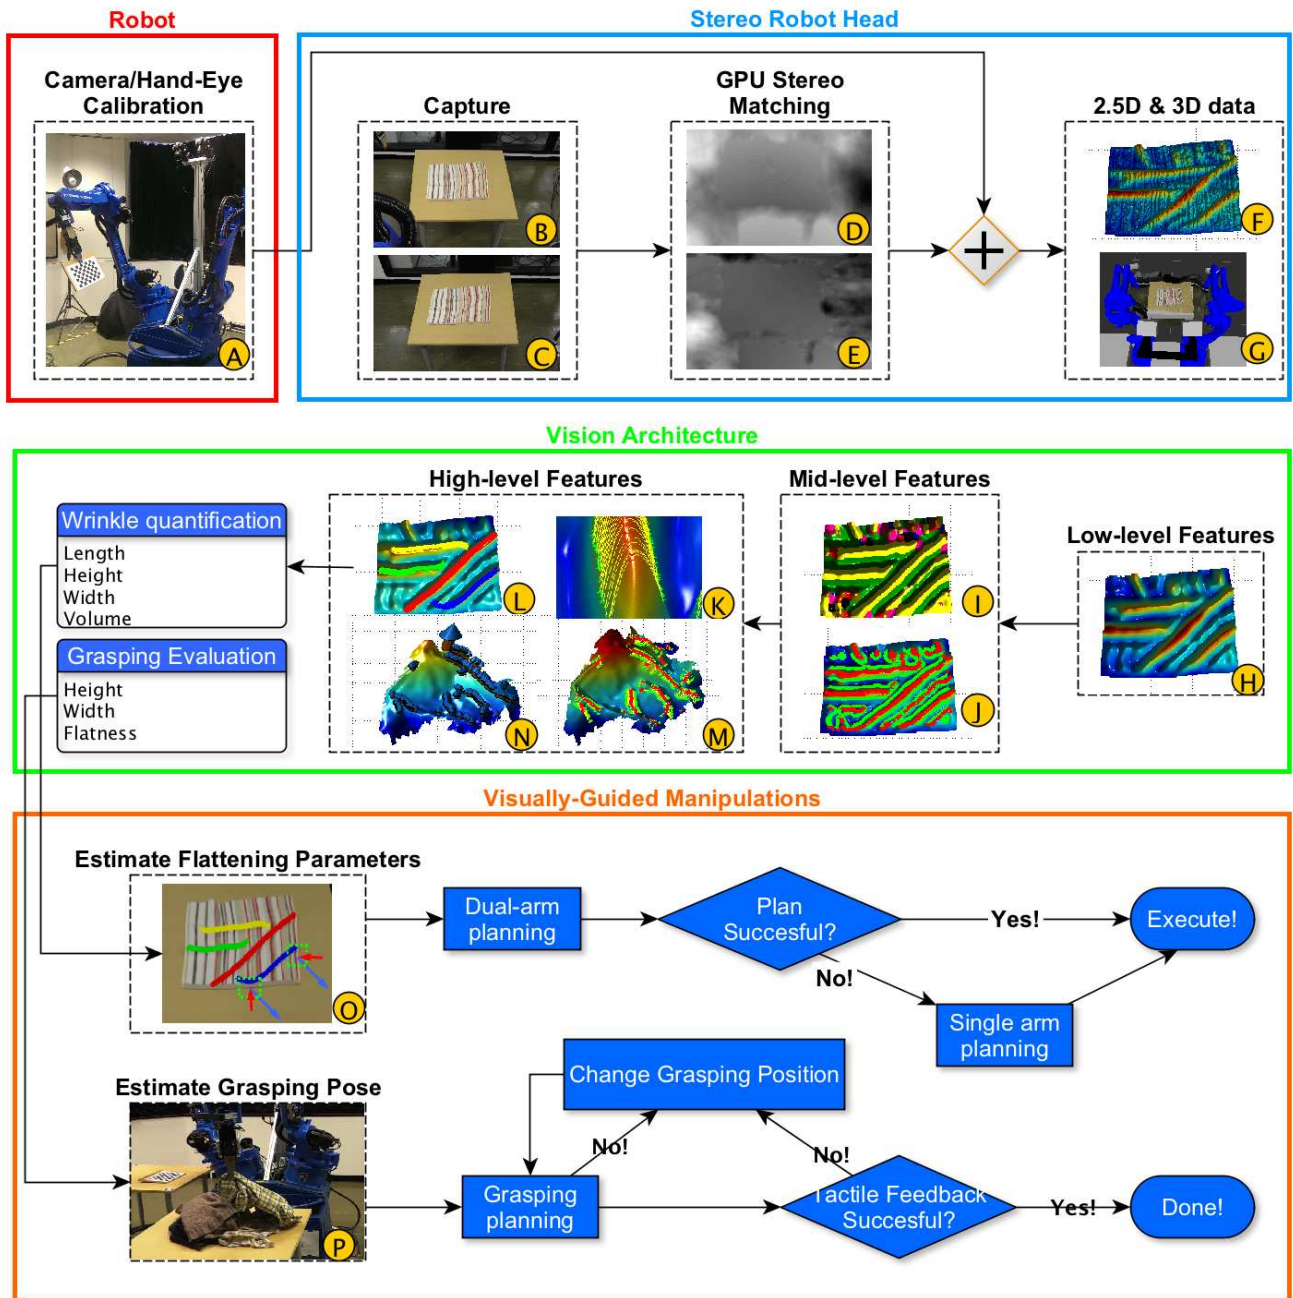 Robot
Stereo Robot Head
Camera/Hand-Eye
Calibration
Capture
GPU Stereo
Matching
2.5D & 3D data
A
B
C
D
E
F
G
Vision Architecture
High-level Features
Mid-level Features
Low-level Features
Wrinkle quantification
Length
Height
Width
Volume
Grasping Evaluation
Height
Width
Flatness
L
K
N
M
I
J
H
Visually-Guided Manipulations
Estimate Flattening Parameters
O
Dual-arm
planning
Plan
Succesful?
Yes!
Execute!
No!
Single arm
planning
Estimate Grasping Pose
P
Change Grasping Position
No!
No!
Grasping
planning
Tactile Feedback
Succesful?
Yes!
Done!